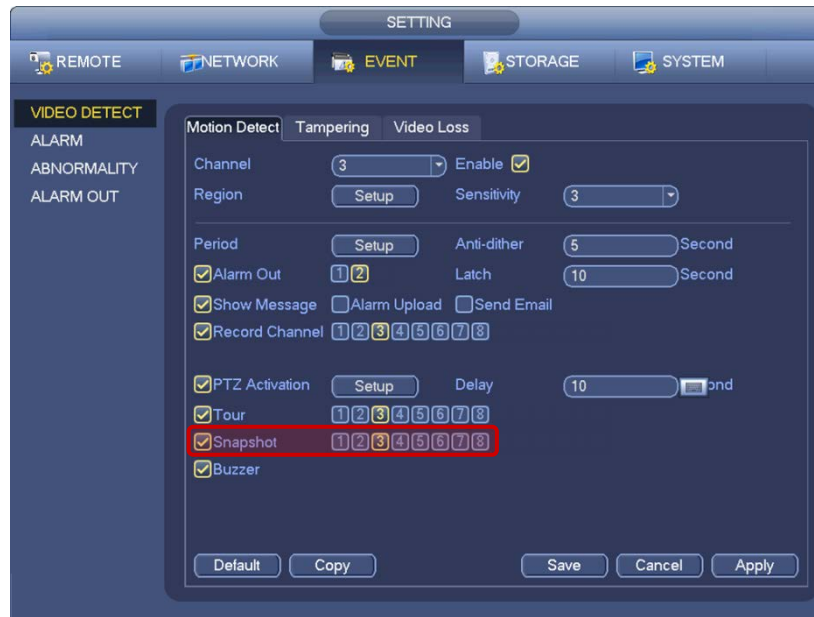 SETTING
REMOTE NETWORK EVENT STORAGE SYSTEM
VIDEO DETECT
ALARM
ABNORMALITY
ALARM OUT
Motion Detect Tampering Video Loss
Channel 3 Enable
Region Setup Sensitivity 3
Period Setup Anti-dither 5 Second
Alarm Out 1 2 Latch 10 Second
Show Message Alarm Upload Send Email
Record Channel 1 2 3 4 5 6 7 8
PTZ Activation Setup Delay 10
Tour 1 2 3 4 5 6 7 8
Snapshot 1 2 3 4 5 6 7 8
Buzzer
Default Copy Save Cancel Apply